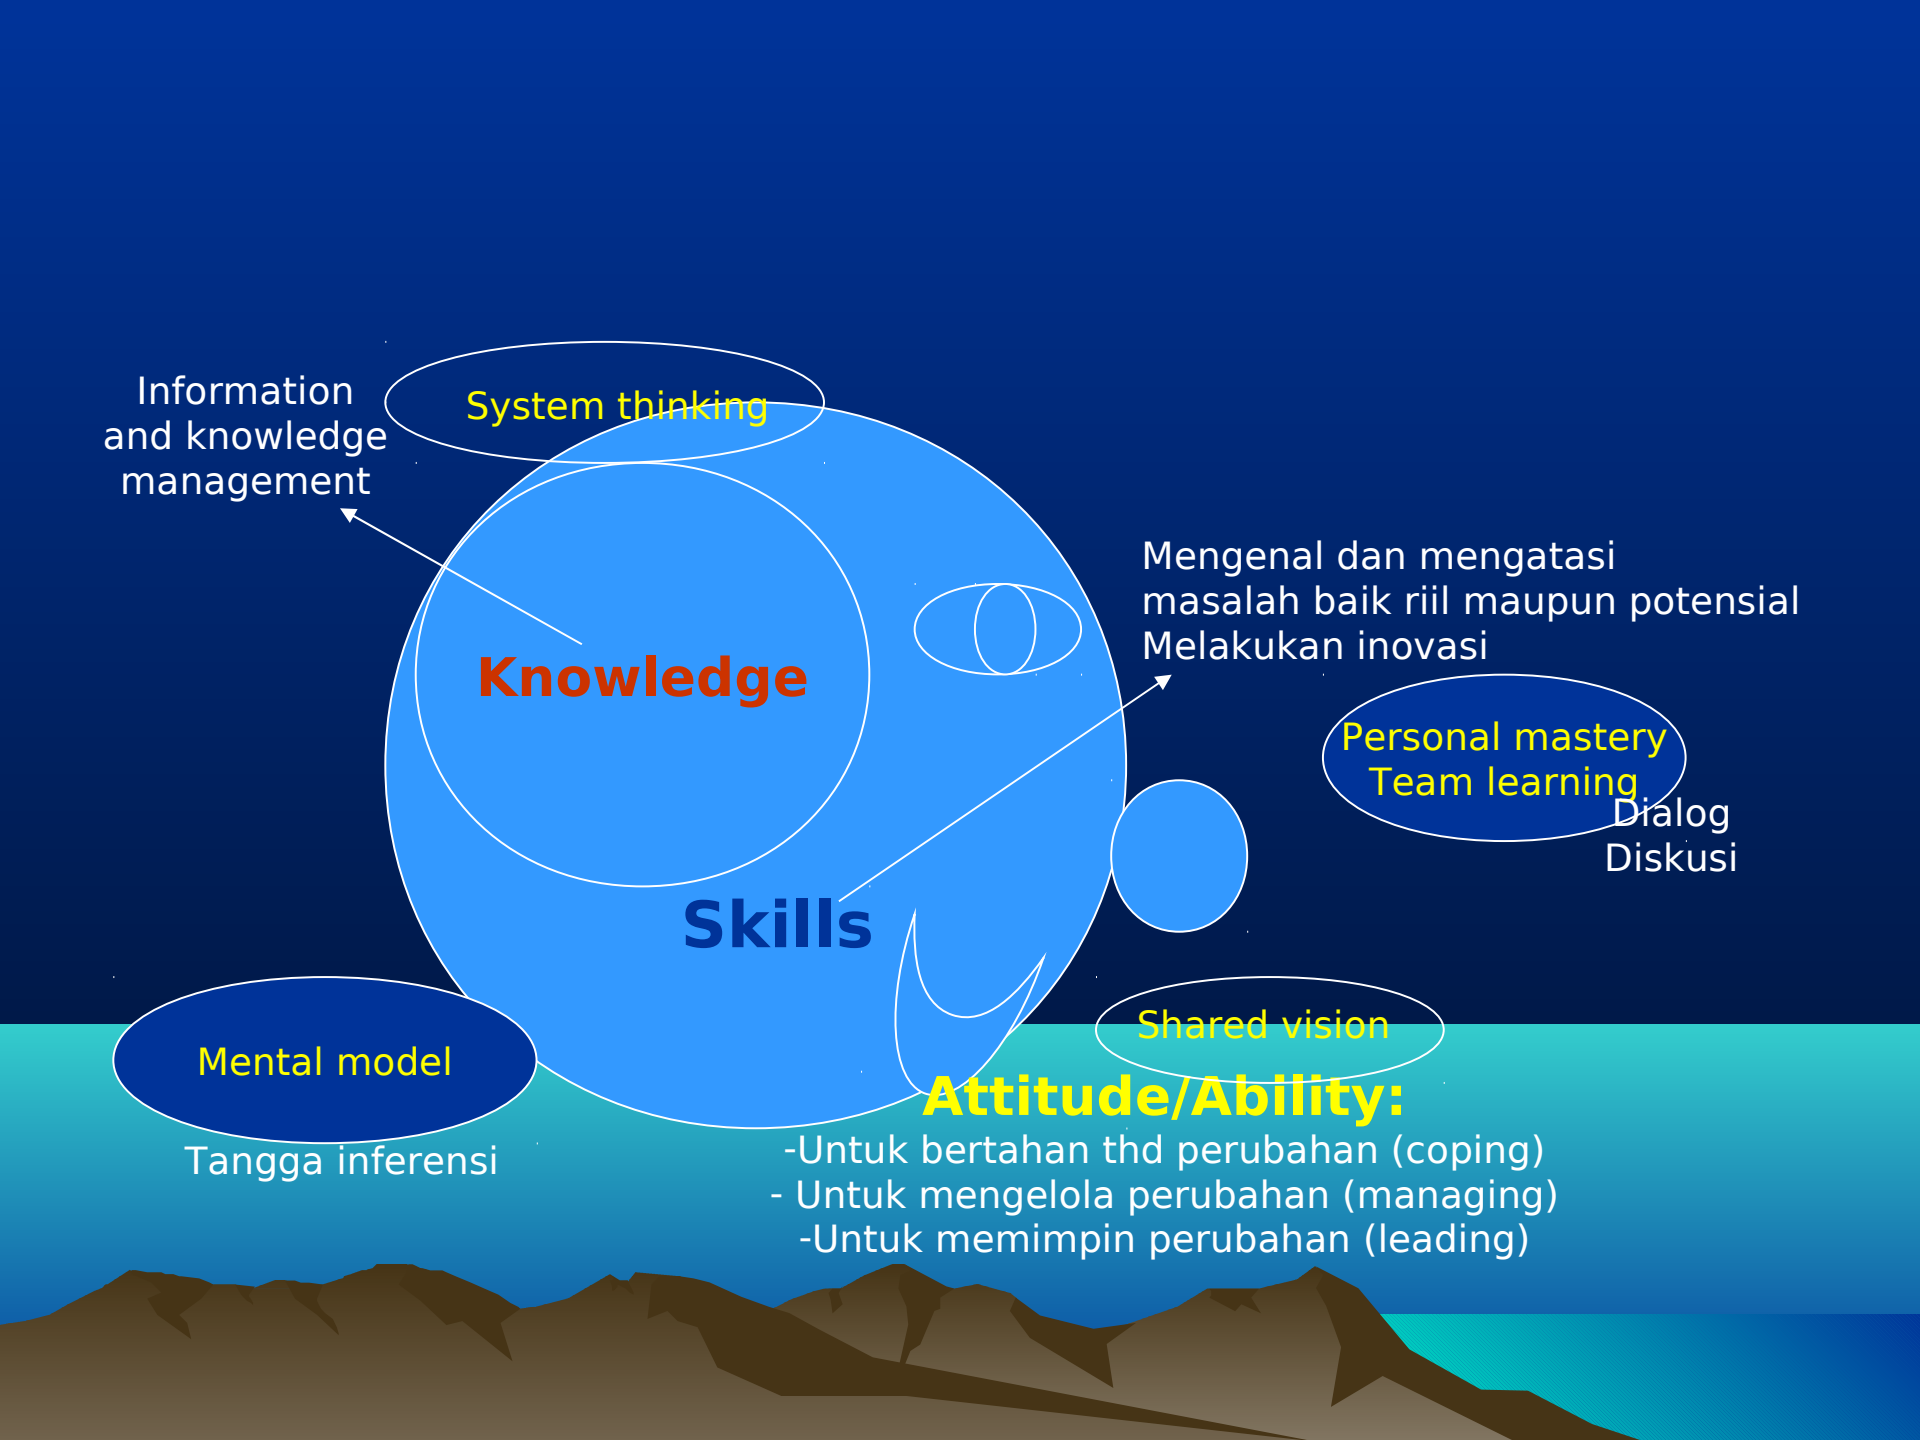 System thinking
Information
and knowledge
management
Mengenal dan mengatasi
masalah baik riil maupun potensial
Melakukan inovasi
Knowledge
Personal mastery
Team learning
Dialog
Diskusi
Skills
Shared vision
Mental model
Tangga inferensi
Attitude/Ability:
-Untuk bertahan thd perubahan (coping)
- Untuk mengelola perubahan (managing)
-Untuk memimpin perubahan (leading)